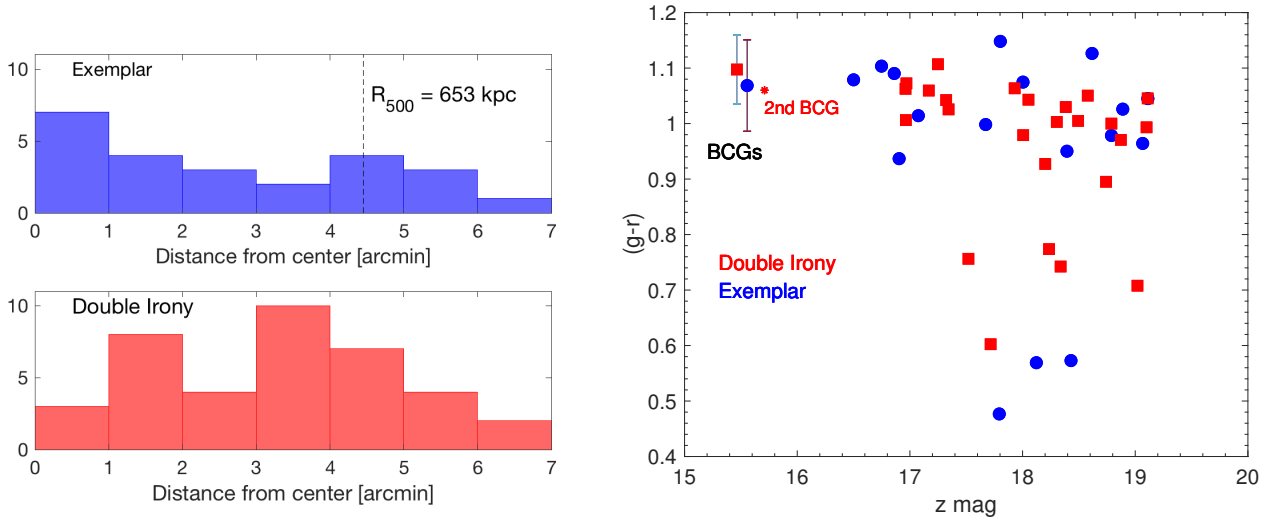 10
5
0
Exemplar
R500 = 653 kpc
0 1 2 3 4 5 6 7
Distance from center [arcmin]
10
5
0
Double Irony
0 1 2 3 4 5 6 7
Distance from center [arcmin]
1.2
1.1
1
0.9
0.8
0.7
0.6
0.5
0.4
(g-r)
2nd BCG
BCGs
Double Irony
Exemplar
15 16 17 18 19 20
z mag